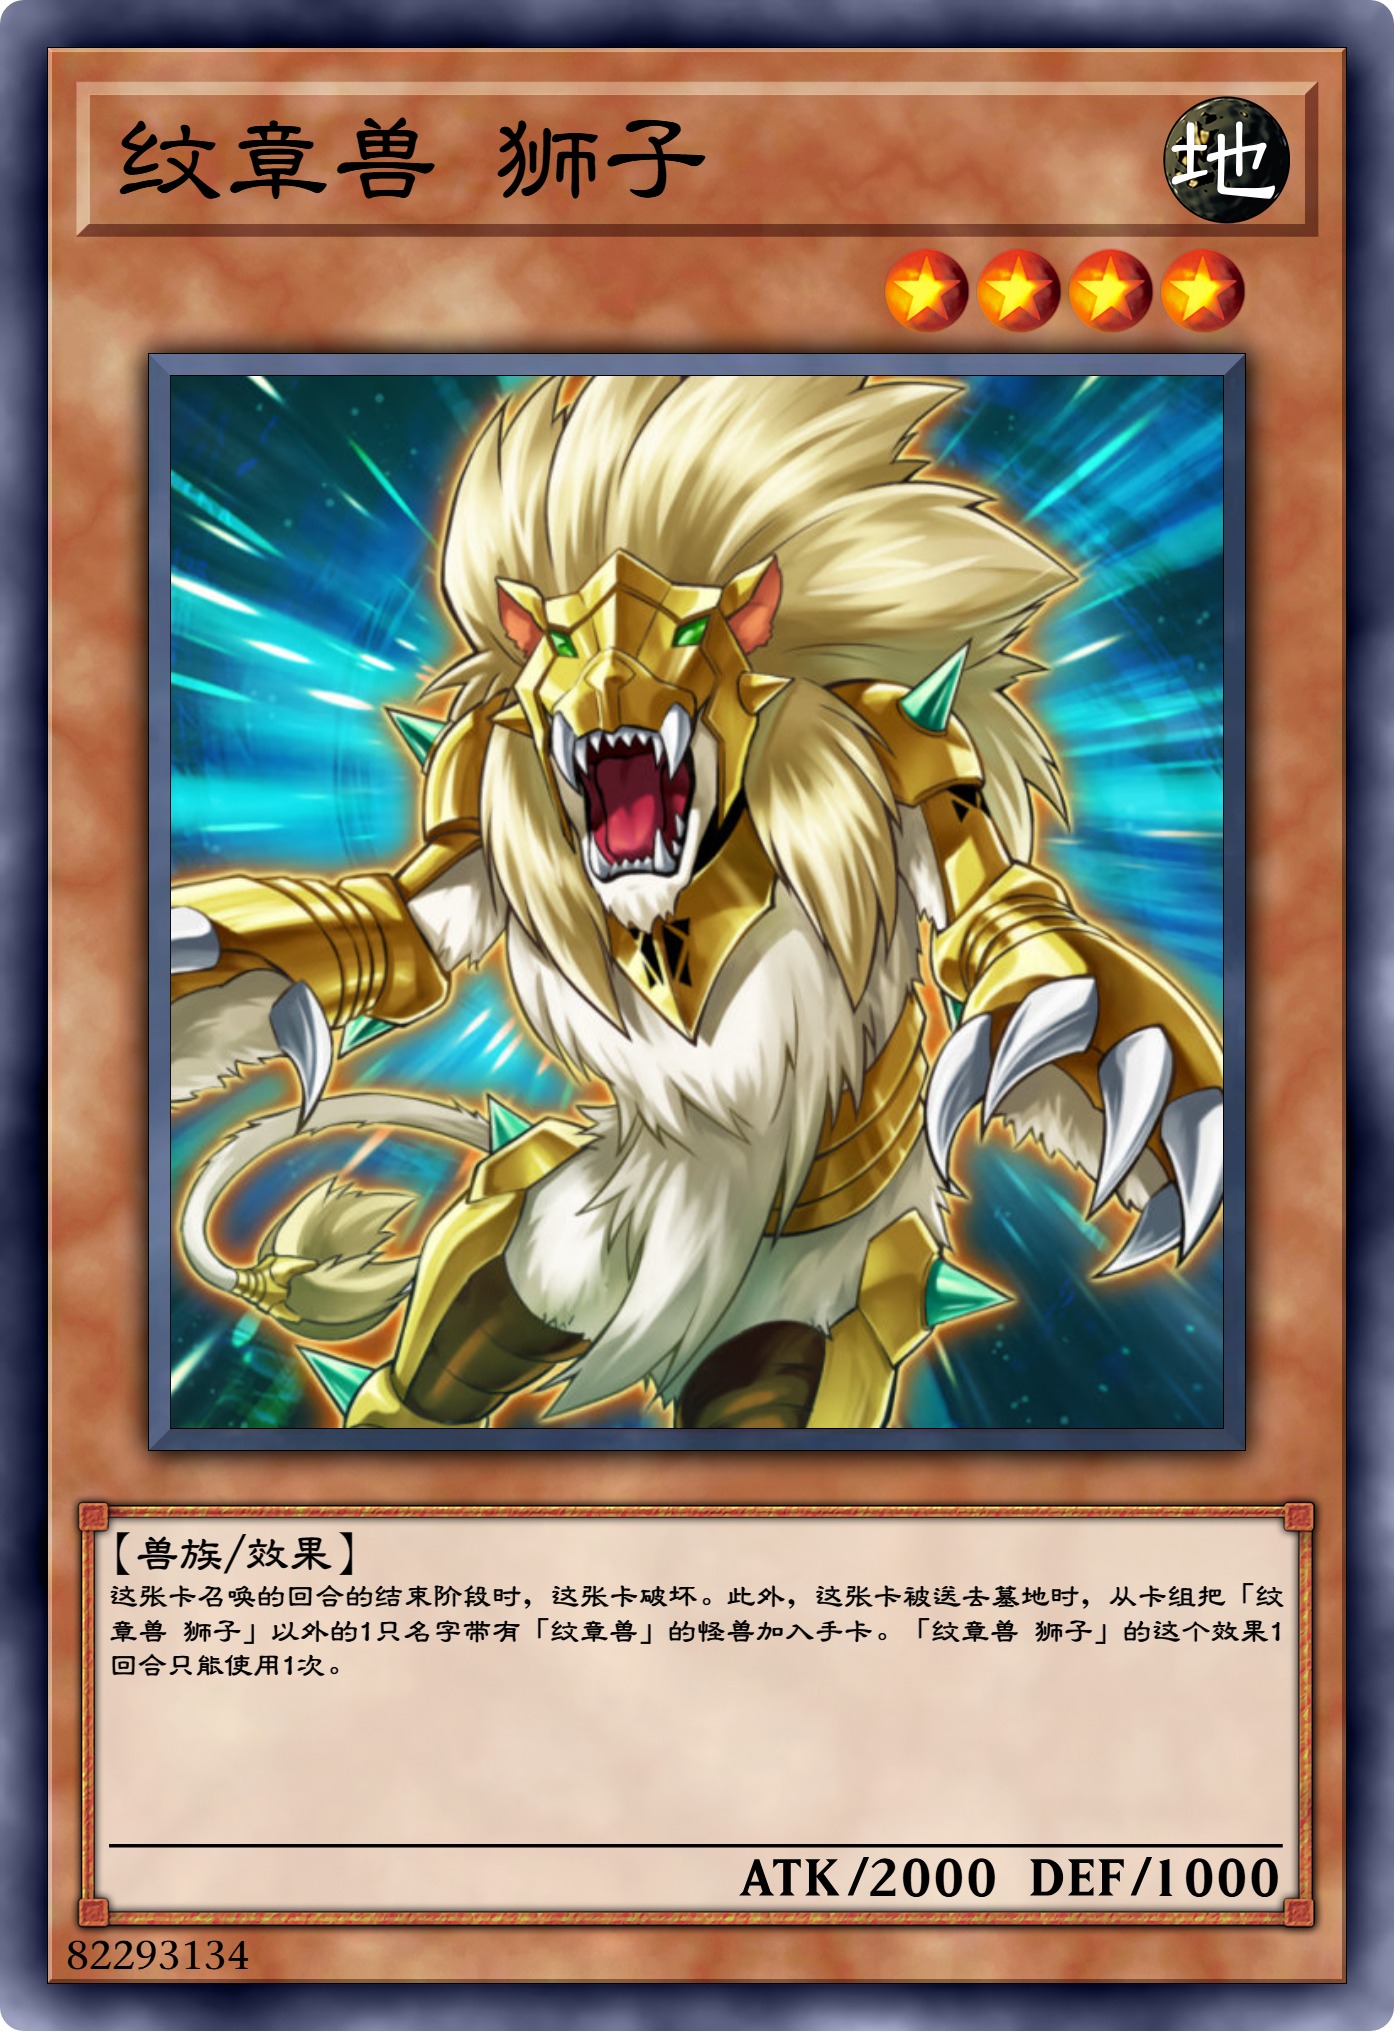 纹章兽 狮子
地
【兽族/效果】
这张卡召唤的回合的结束阶段时，这张卡破坏。此外，这张卡被送去墓地时，从卡组把「纹
章兽 狮子」以外的1只名字带有「纹章兽」的怪兽加入手卡。「纹章兽 狮子」的这个效果1
回合只能使用1次。
ATK/2000 DEF/1000
82293134